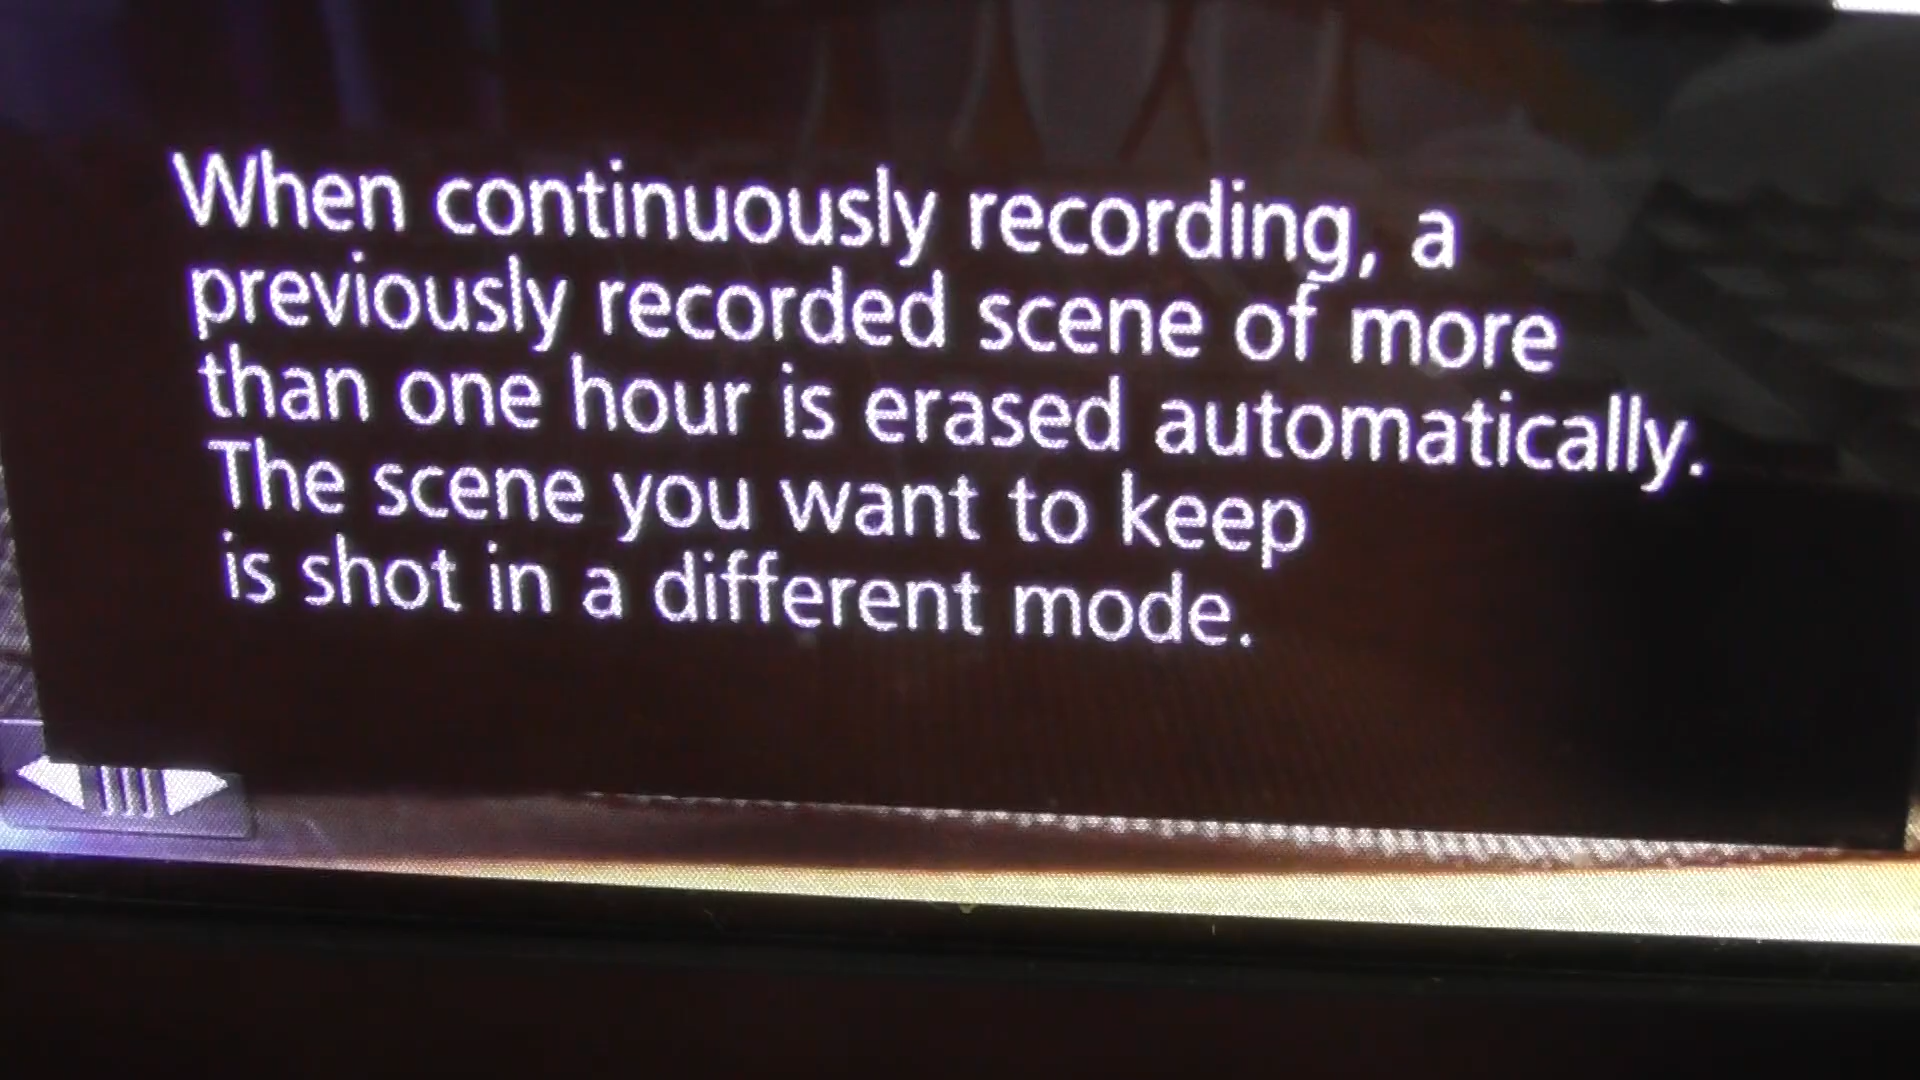 When continuously recording, a
previously recorded scene of more
than one hour is erased automatically.
The scene you want to keep
is shot in a different mode.